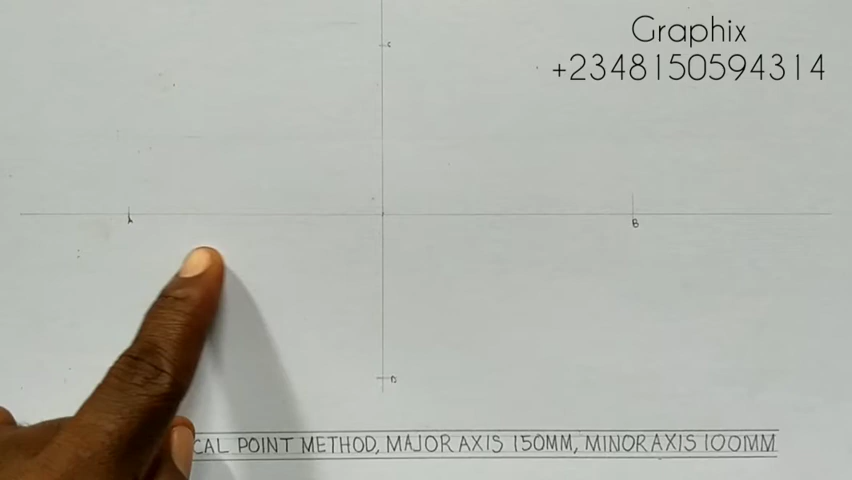 Graphix
+2348150594314
C
A
B
D
CAL POINT METHOD, MAJOR AXIS 150MM, MINOR AXIS 100MM